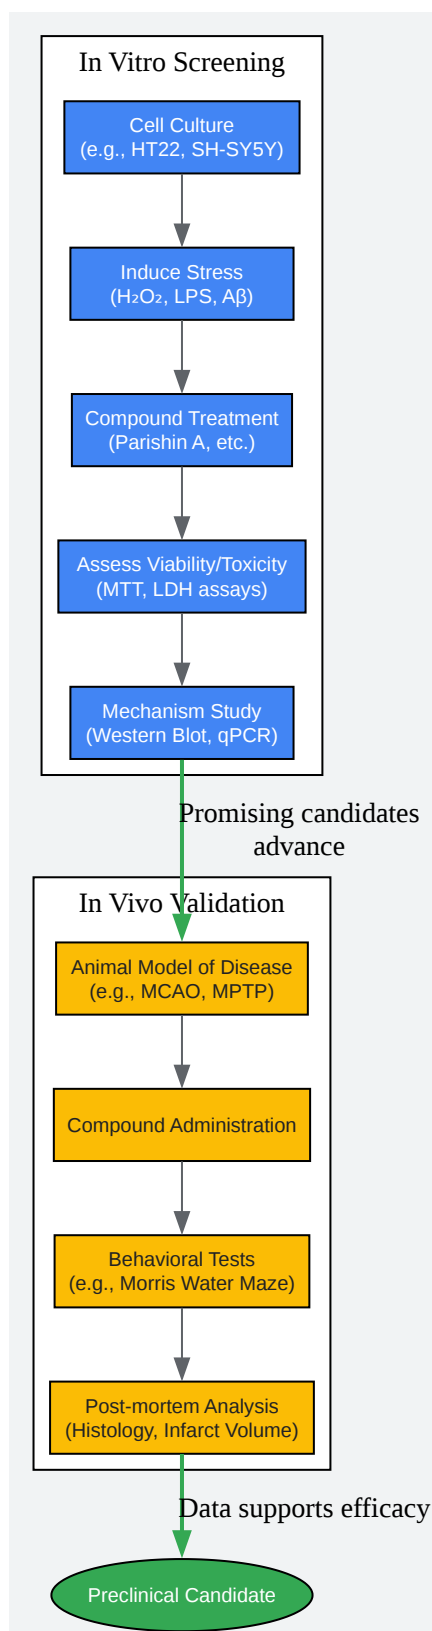 In Vitro Screening
Cell Culture
(e.g., HT22, SH-SY5Y)
Induce Stress
(H₂O₂, LPS, Aβ)
Compound Treatment
(Parishin A, etc.)
Assess Viability/Toxicity
(MTT, LDH assays)
Mechanism Study
(Western Blot, qPCR)
Promising candidates
advance
In Vivo Validation
Animal Model of Disease
(e.g., MCAO, MPTP)
Compound Administration
Behavioral Tests
(e.g., Morris Water Maze)
Post-mortem Analysis
(Histology, Infarct Volume)
Data supports efficacy
Preclinical Candidate